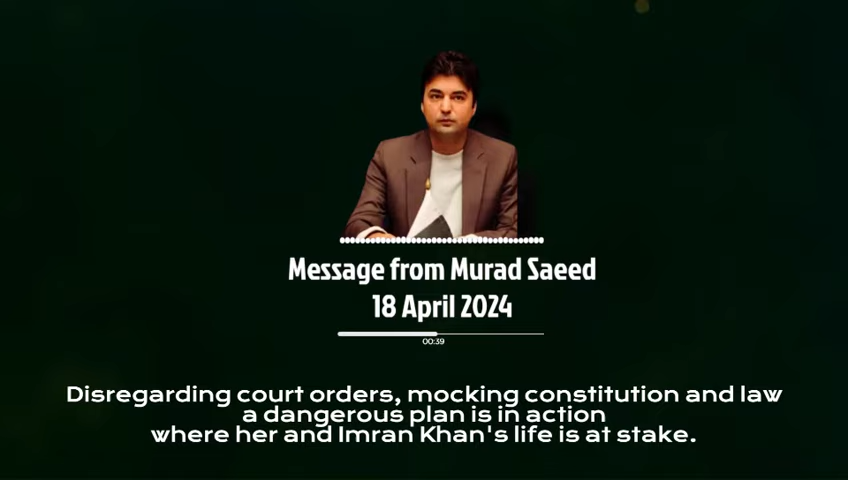 Message from Murad Saeed
18 April 2024
00:39
Disregarding court orders, mocking constitution and law
a dangerous plan is in action
where her and Imran Khan's life is at stake.